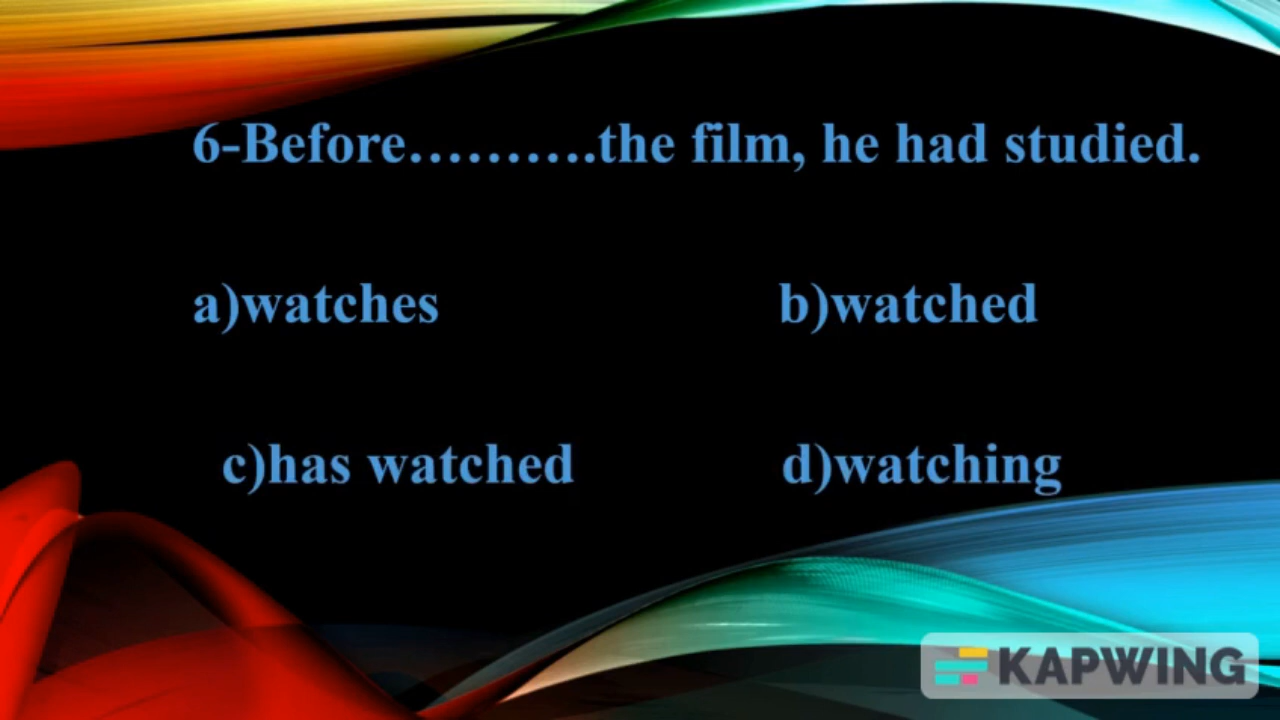 6-Before……….the film, he had studied.
a)watches b)watched
c)has watched d)watching
KAPWING